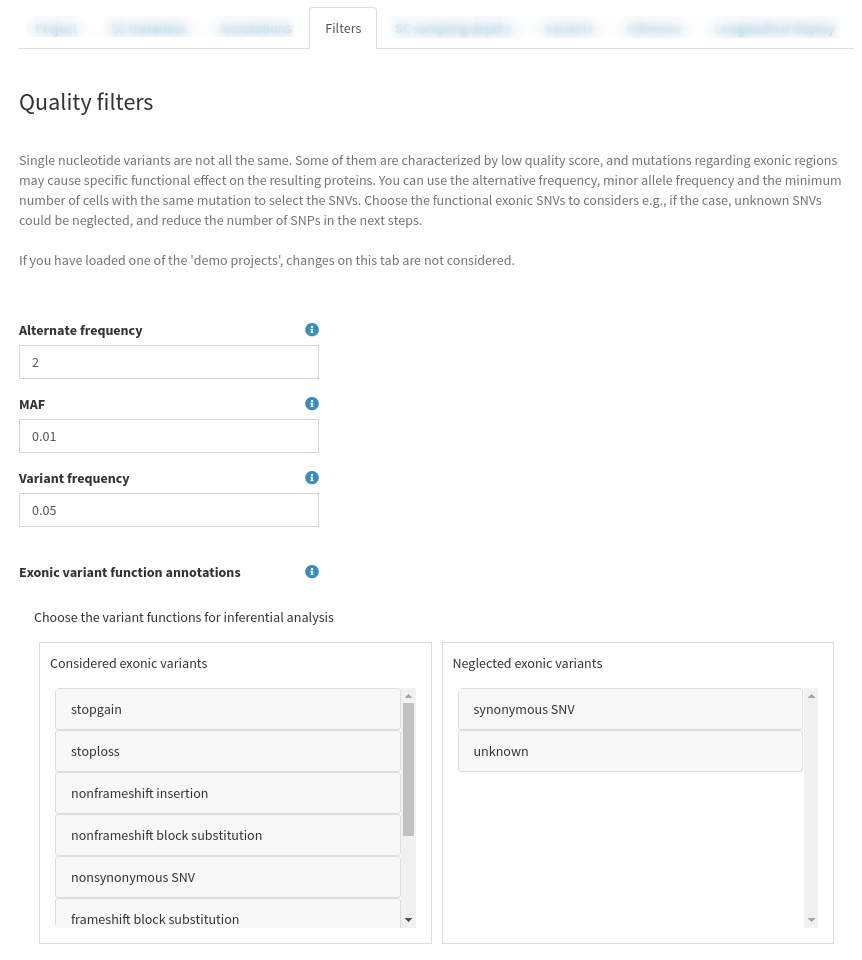 Filters
Quality filters
Single nucleotide variants are not all the same. Some of them are characterized by low quality score, and mutations regarding exonic regions
may cause specific functional effect on the resulting proteins. You can use the alternative frequency, minor allele frequency and the minimum
number of cells with the same mutation to select the SNVs. Choose the functional exonic SNVs to considers e.g., if the case, unknown SNVs
could be neglected, and reduce the number of SNPs in the next steps.
If you have loaded one of the 'demo projects', changes on this tab are not considered.
Alternate frequency
2
MAF
0.01
Variant frequency
0.05
Exonic variant function annotations
Choose the variant functions for inferential analysis
Considered exonic variants
stopgain
stoploss
nonframeshift insertion
nonframeshift block substitution
nonsynonymous SNV
frameshift block substitution
Neglected exonic variants
synonymous SNV
unknown